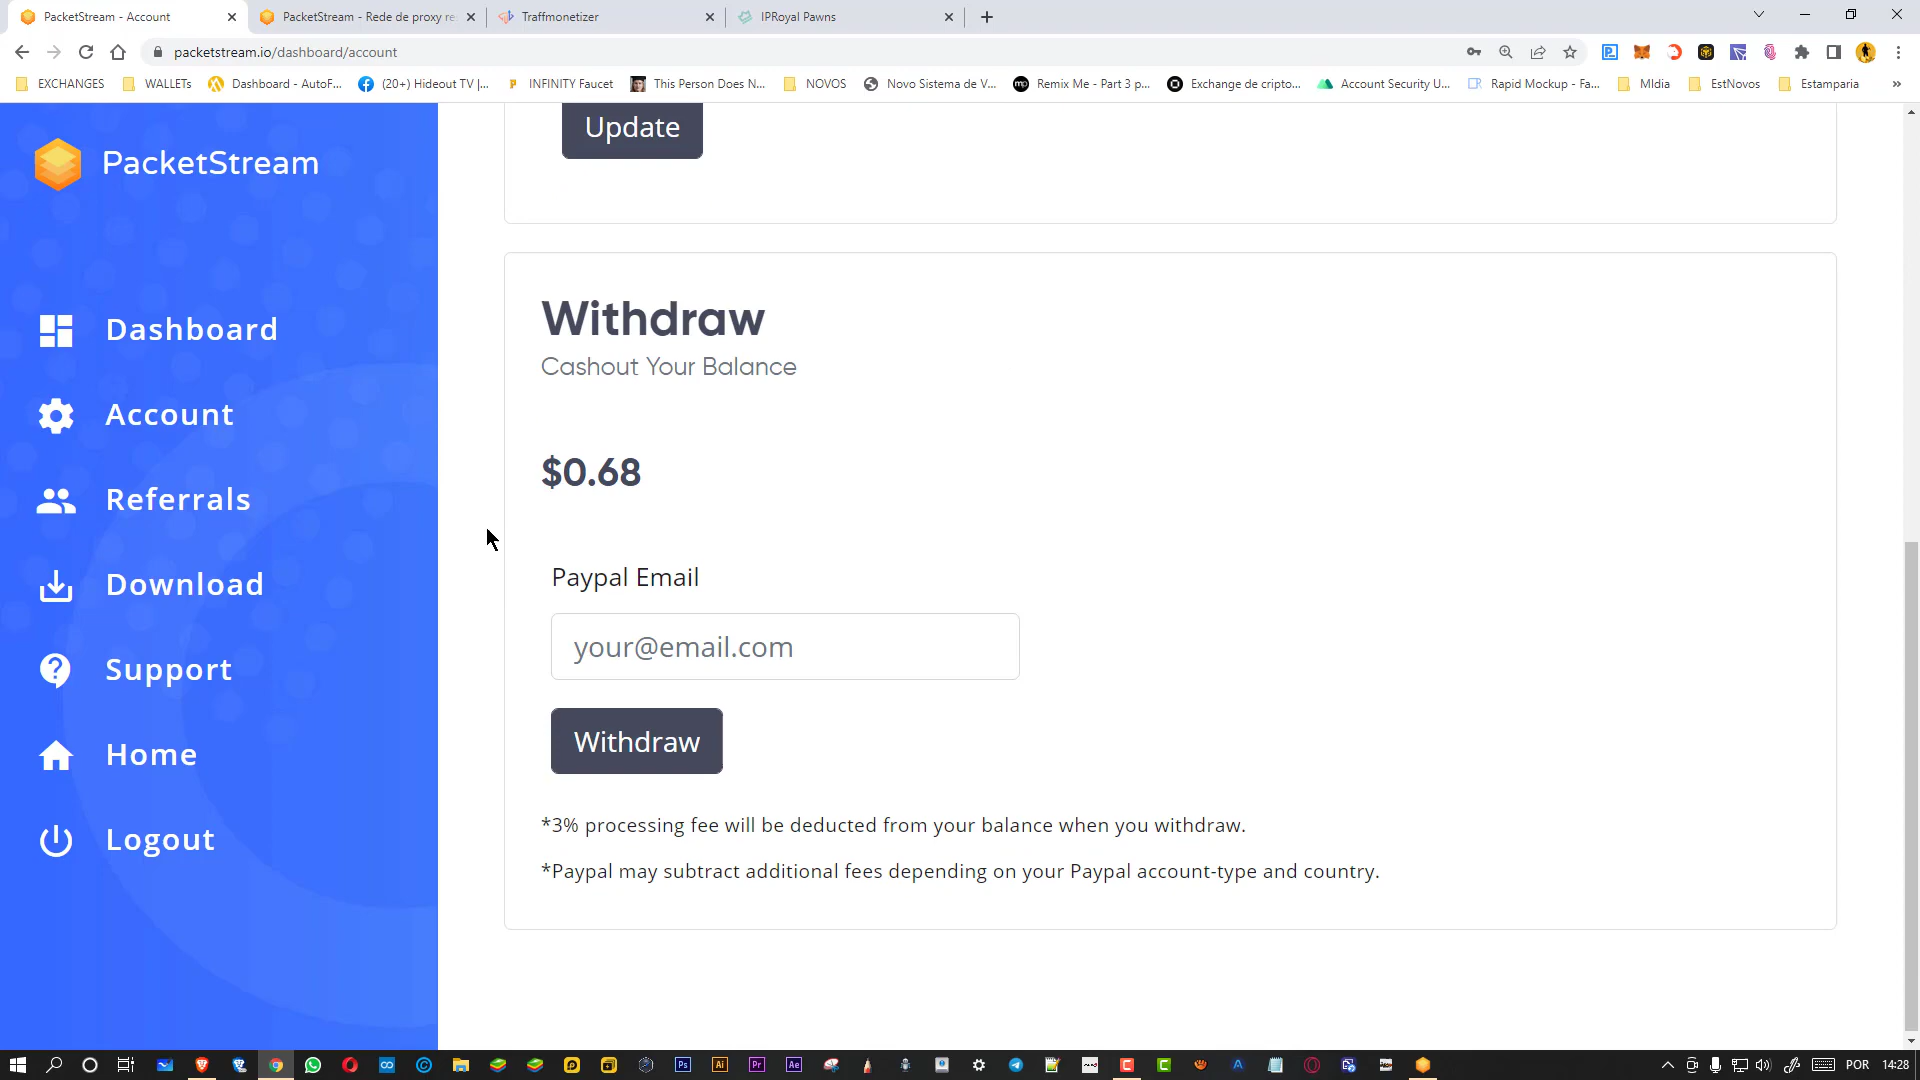 PacketStream - Account
PacketStream - Rede de proxy re
Traffmonetizer
IPRoyal Pawns
packetstream.io/dashboard/account
EXCHANGES
WALLETs
Dashboard - AutoF...
(20+) Hideout TV |...
INFINITY Faucet
This Person Does N...
NOVOS
Novo Sistema de V...
Remix Me - Part 3 p...
Exchange de cripto...
Account Security U...
Rapid Mockup - Fa...
MIdia
EstNovos
Estamparia
PacketStream
Dashboard
Account
Referrals
Download
Support
Home
Logout
Update
Withdraw
Cashout Your Balance
$0.68
Paypal Email
your@email.com
Withdraw
*3% processing fee will be deducted from your balance when you withdraw.
*Paypal may subtract additional fees depending on your Paypal account-type and country.
POR
14:28